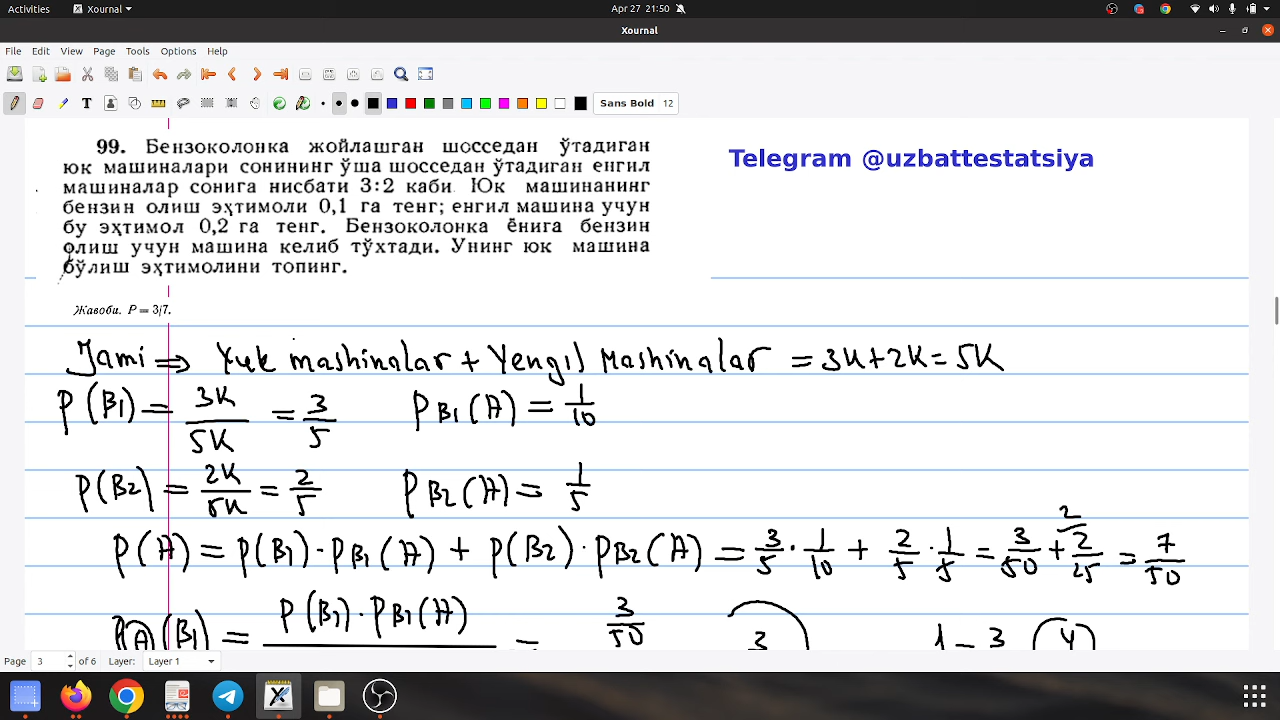 Activities Xournal Apr 27 21:50
Xournal
File Edit View Page Tools Options Help
Sans Bold 12
99. Бензоколонка жойлашган шосседан ўтадиган
юк машиналари сонининг ўша шосседан ўтадиган енгил
машиналар сонига нисбати 3:2 каби. Юк машинанинг
бензин олиш эҳтимоли 0,1 га тенг; енгил машина учун
бу эҳтимол 0,2 га тенг. Бензоколонка ёнига бензин
олиш учун машина келиб тўхтади. Унинг юк машина
бўлиш эҳтимолини топинг.
Telegram @uzbattestatsiya
Жавоби. P = 3/7.
Jami ⇒ Yuk mashinalar + Yengil mashinalar = 3K+2K=5K
P(B1) = 3K/5K = 3/5 PB1(A) = 1/10
P(B2) = 2K/5K = 2/5 PB2(A) = 1/5
P(A) = P(B1)·PB1(A) + P(B2)·PB2(A) = 3/5 · 1/10 + 2/5 · 1/5 = 3/50 + 2/25 = 7/50
PA(B1) = P(B1)·PB1(A) = 3/50 3 1 - 3 4
Page 3 of 6 Layer: Layer 1